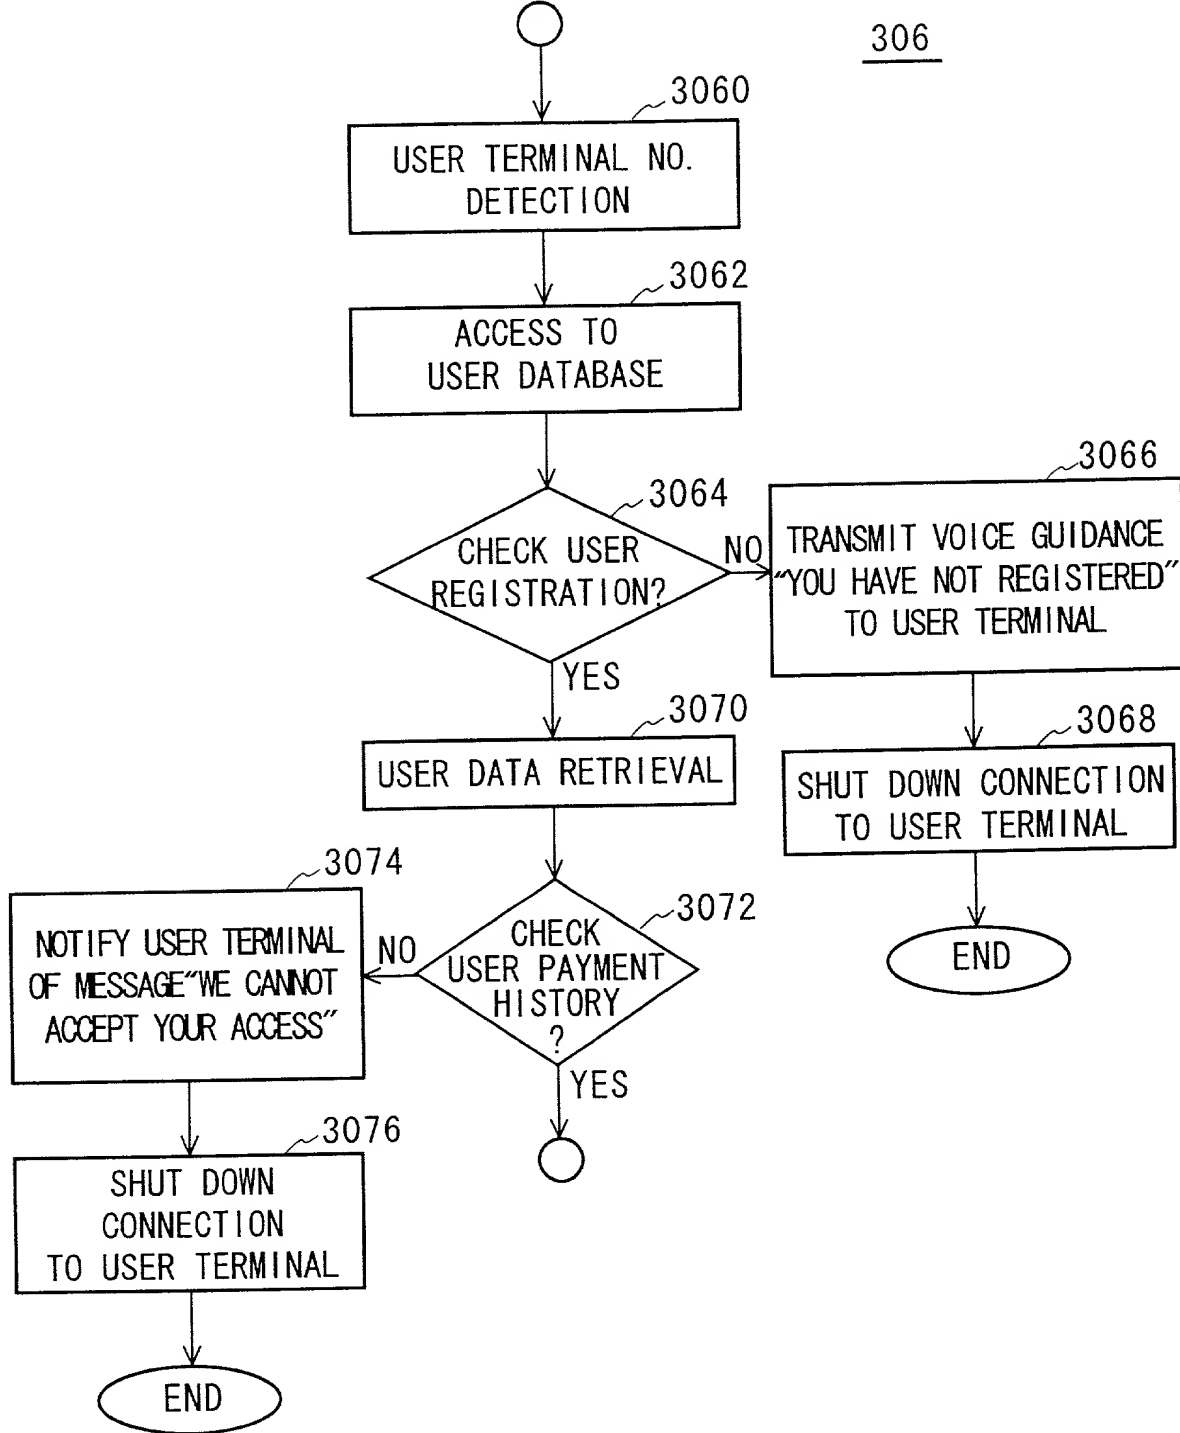 306
3060
USER TERMINAL NO.
DETECTION
3062
ACCESS TO
USER DATABASE
3064
CHECK USER
REGISTRATION?
NO
YES
3066
TRANSMIT VOICE GUIDANCE
"YOU HAVE NOT REGISTERED"
TO USER TERMINAL
3068
SHUT DOWN CONNECTION
TO USER TERMINAL
END
3070
USER DATA RETRIEVAL
3072
CHECK
USER PAYMENT
HISTORY
?
NO
YES
3074
NOTIFY USER TERMINAL
OF MESSAGE"WE CANNOT
ACCEPT YOUR ACCESS"
3076
SHUT DOWN
CONNECTION
TO USER TERMINAL
END